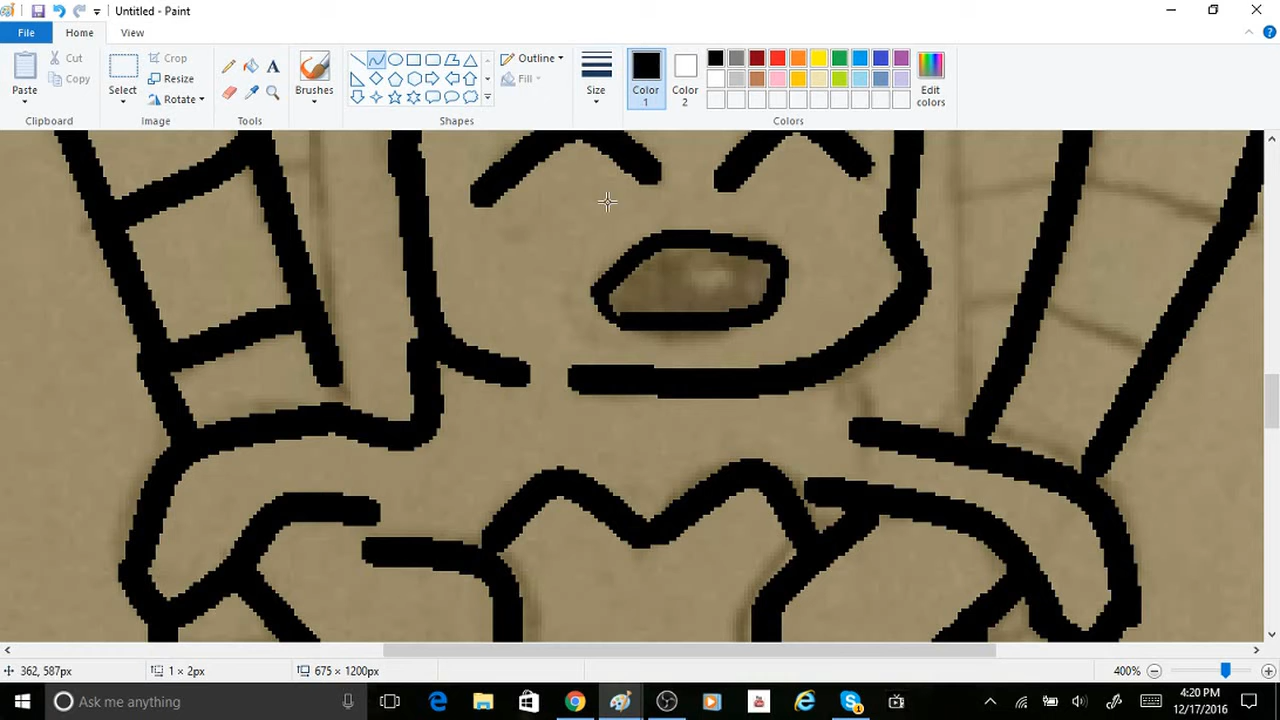 Untitled - Paint
File Home View
Paste Cut Copy Select Crop Resize Rotate Brushes Outline Fill Size Color 1 Color 2 Edit colors
Clipboard Image Tools Shapes Colors
362, 587px 1 × 2px 675 × 1200px 400%
Ask me anything 4:20 PM
12/17/2016